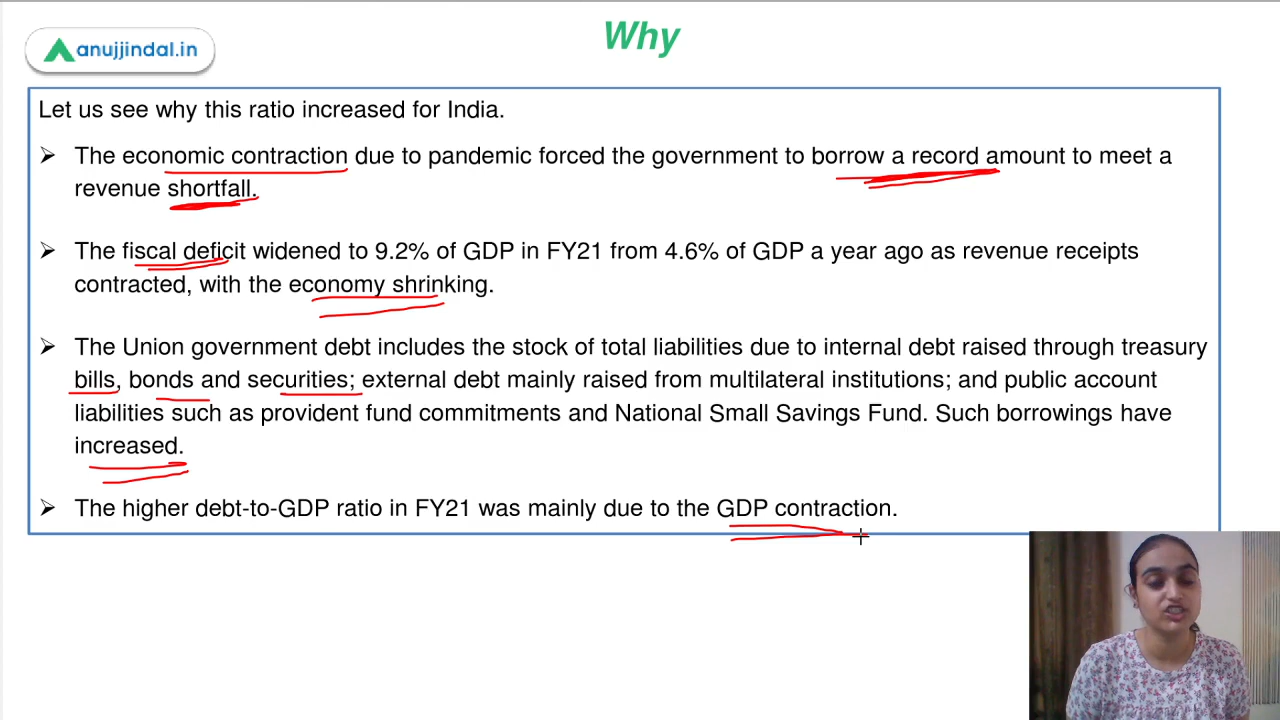 Why
anujjindal.in
Let us see why this ratio increased for India.
➢ The economic contraction due to pandemic forced the government to borrow a record amount to meet a
revenue shortfall.
➢ The fiscal deficit widened to 9.2% of GDP in FY21 from 4.6% of GDP a year ago as revenue receipts
contracted, with the economy shrinking.
➢ The Union government debt includes the stock of total liabilities due to internal debt raised through treasury
bills, bonds and securities; external debt mainly raised from multilateral institutions; and public account
liabilities such as provident fund commitments and National Small Savings Fund. Such borrowings have
increased.
➢ The higher debt-to-GDP ratio in FY21 was mainly due to the GDP contraction.